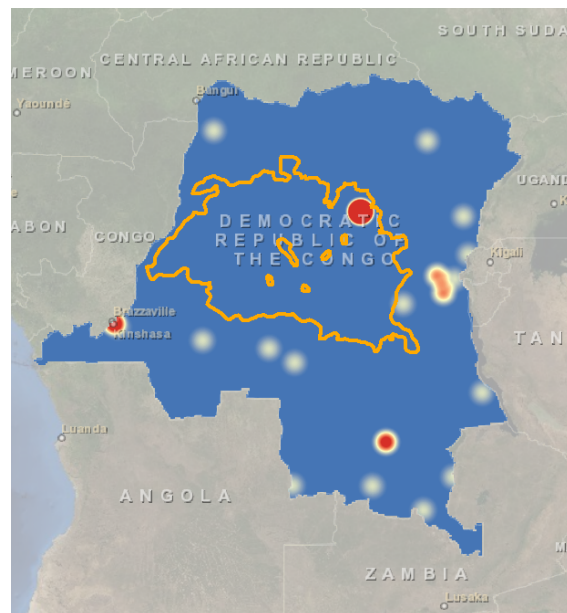 SOUTH SUDA
CENTRAL AFRICAN REPUBLIC
MEROON
Bangui
Yaoundé
UGAND
K
ABON
CONGO
DEMOCRATIC
REPUBLIC OF
THE CONGO
Kigali
Brazzaville
Kinshasa
TAN
Luanda
ANGOLA
M
ZAMBIA
Lusaka